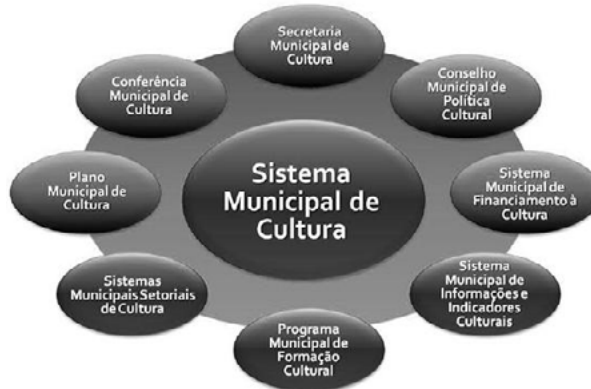 Secretaria
Municipal de
Cultura
Conselho
Municipal de
Política
Cultural
Sistema
Municipal de
Financiamento à
Cultura
Sistema
Municipal de
Informações e
Indicadores
Culturais
Programa
Municipal de
Formação
Cultural
Sistemas
Municipais Setoriais
de Cultura
Plano
Municipal de
Cultura
Conferência
Municipal de
Cultura
Sistema
Municipal de
Cultura